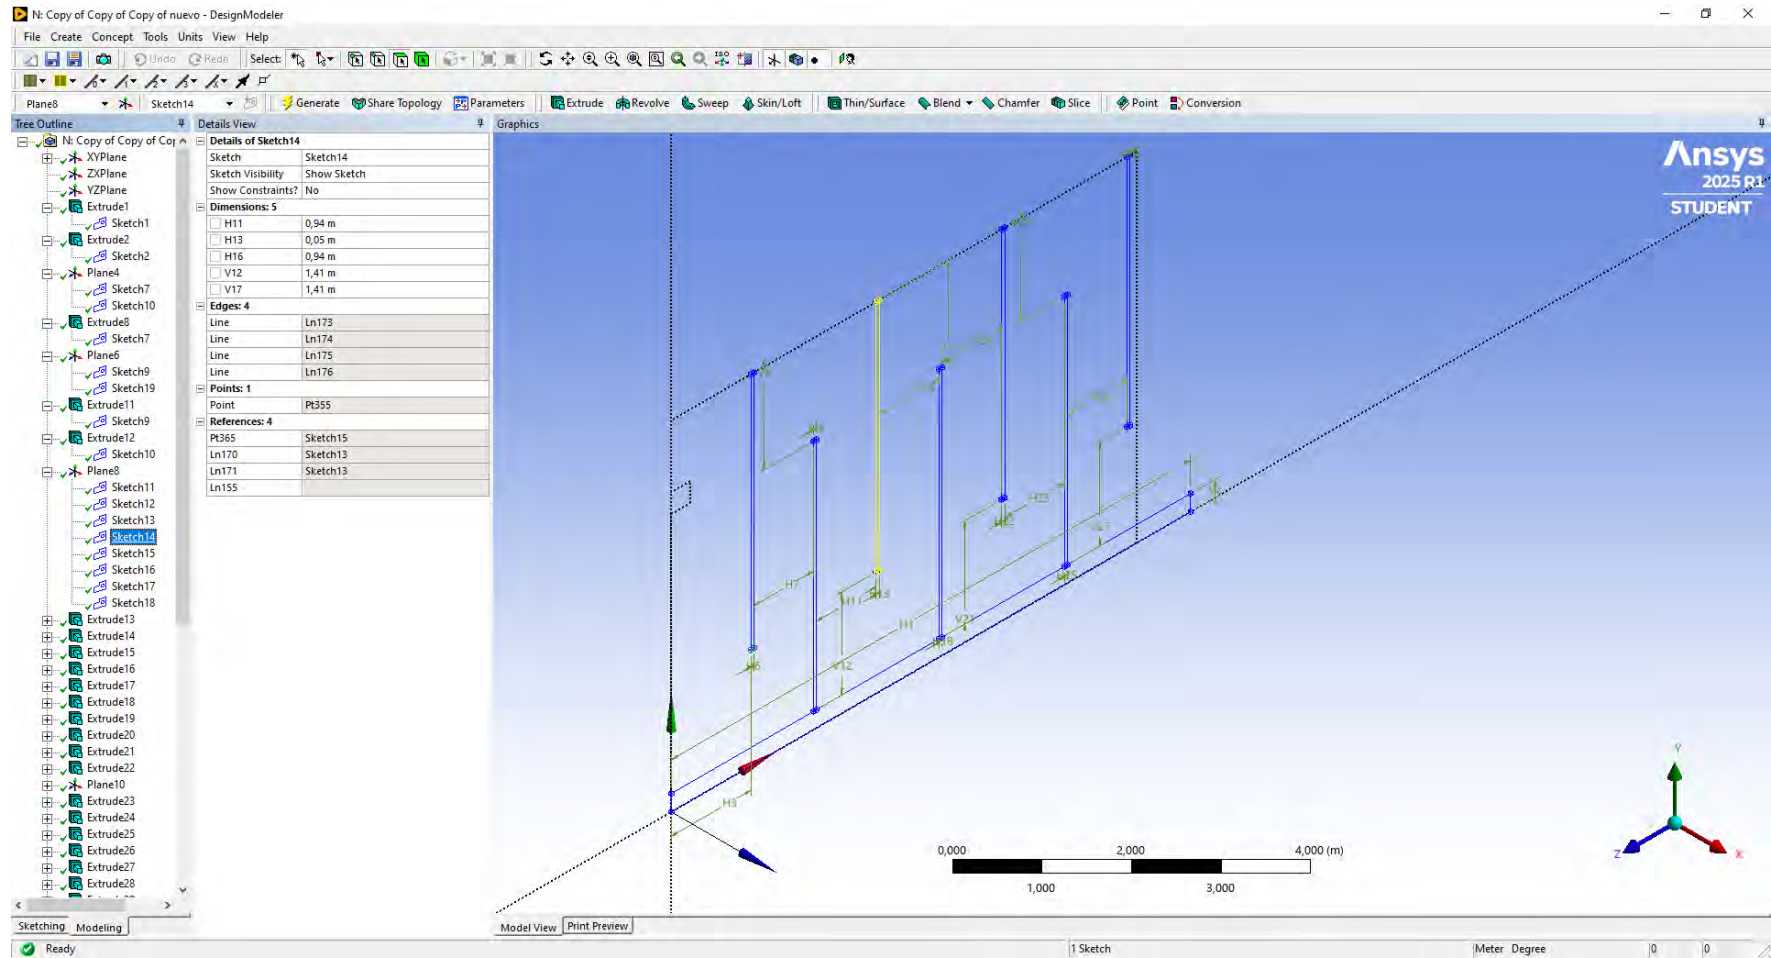 N: Copy of Copy of Copy of nuevo - DesignModeler
File Create Concept Tools Units View Help
Undo Redo Select:
Plane8 Sketch14 Generate Share Topology Parameters Extrude Revolve Sweep Skin/Loft Thin/Surface Blend Chamfer Slice Point Conversion
Tree Outline
N: Copy of Copy of Cop
XYPlane
ZXPlane
YZPlane
Extrude1
Sketch1
Extrude2
Sketch2
Plane4
Sketch7
Sketch10
Extrude8
Sketch7
Plane6
Sketch9
Sketch19
Extrude11
Sketch9
Extrude12
Sketch10
Plane8
Sketch11
Sketch12
Sketch13
Sketch14
Sketch15
Sketch16
Sketch17
Sketch18
Extrude13
Extrude14
Extrude15
Extrude16
Extrude17
Extrude18
Extrude19
Extrude20
Extrude21
Extrude22
Plane10
Extrude23
Extrude24
Extrude25
Extrude26
Extrude27
Extrude28
Sketching Modeling
Details View
Details of Sketch14
Sketch Sketch14
Sketch Visibility Show Sketch
Show Constraints? No
Dimensions: 5
H11 0,94 m
H13 0,05 m
H16 0,94 m
V12 1,41 m
V17 1,41 m
Edges: 4
Line Ln173
Line Ln174
Line Ln175
Line Ln176
Points: 1
Point Pt355
References: 4
Pt365 Sketch15
Ln170 Sketch13
Ln171 Sketch13
Ln155
Graphics
Ansys
2025 R1
STUDENT
H23
H7
H11
H13
H1
V12
H3
Y
Z
X
0,000 2,000 4,000 (m)
1,000 3,000
Model View Print Preview
Ready 1 Sketch Meter Degree 0 0